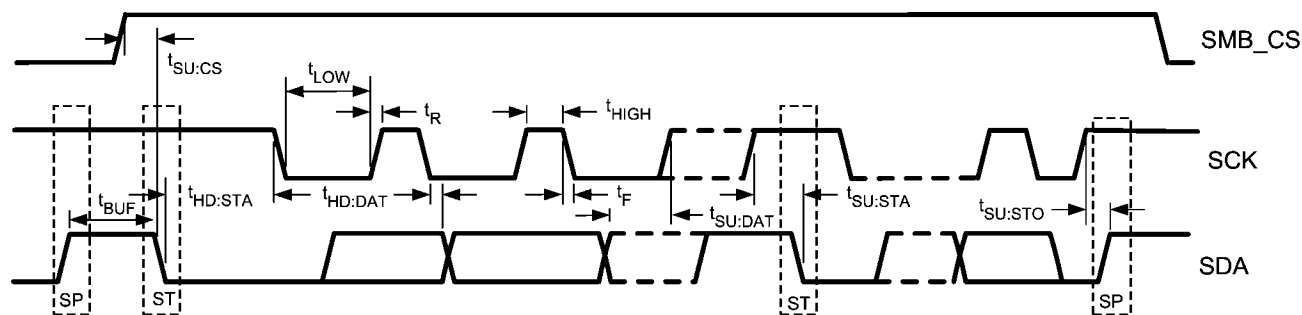 SMB_CS
tSU:CS
tLOW
tR
tHIGH
SCK
tBUF
tHD:STA
tHD:DAT
tF
tSU:DAT
tSU:STA
tSU:STO
SDA
SP
ST
ST
SP